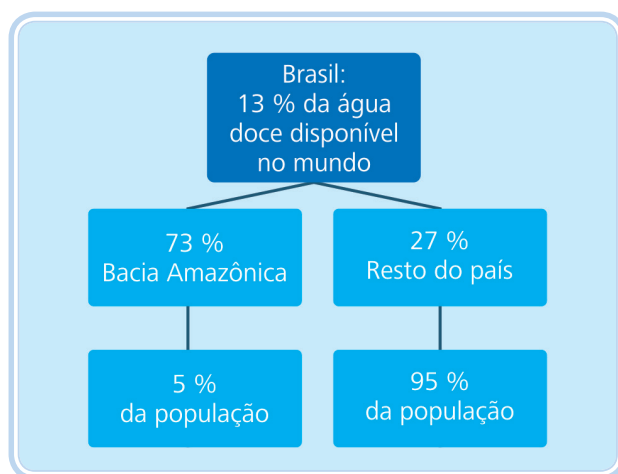 Brasil:
13 % da água
doce disponível
no mundo
73 %
Bacia Amazônica
27 %
Resto do país
5 %
da população
95 %
da população